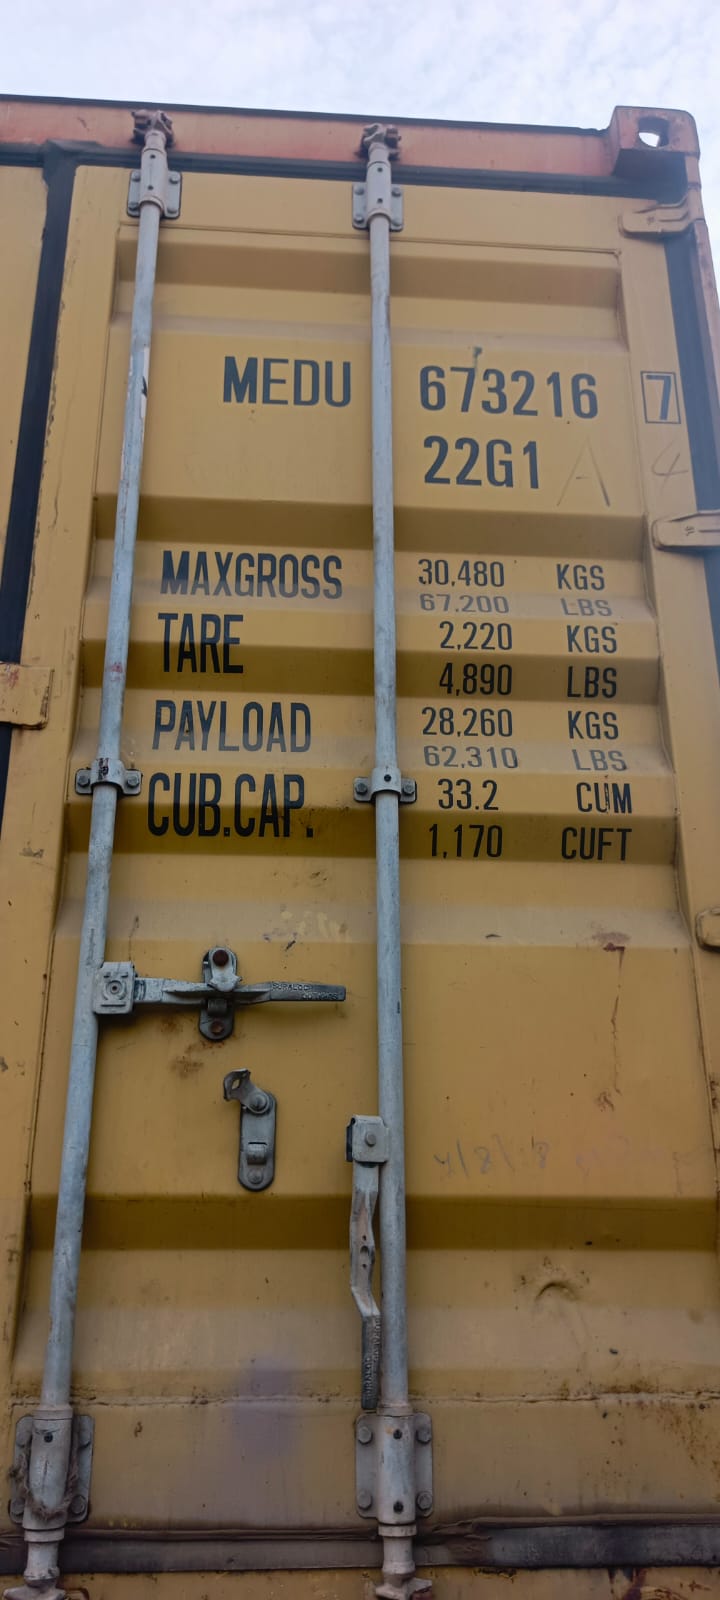 MEDU 673216 7
22G1 A 4
MAXGROSS 30,480 KGS
67,200 LBS
TARE 2,220 KGS
4,890 LBS
PAYLOAD 28,260 KGS
62,310 LBS
CUB.CAP. 33.2 CUM
1,170 CUFT